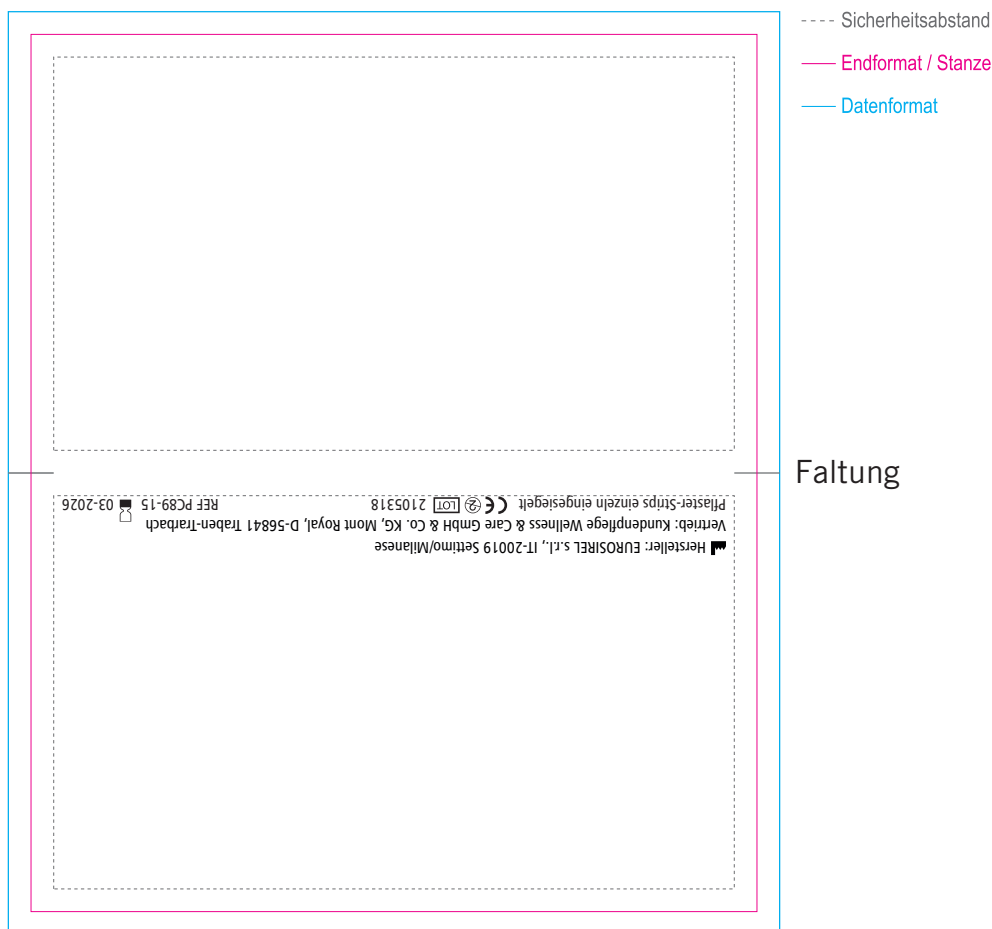 Sicherheitsabstand
Endformat / Stanze
Datenformat
Faltung
Hersteller: EUROSIREL s.r.l., IT-20019 Settimo/Milanese
Vertrieb: Kundenpflege Wellness & Care GmbH & Co. KG, Mont Royal, D-56841 Traben-Trarbach
Pflaster-Strips einzeln eingesiegelt CE 2 LOT 2105318 REF PC89-15 03-2026